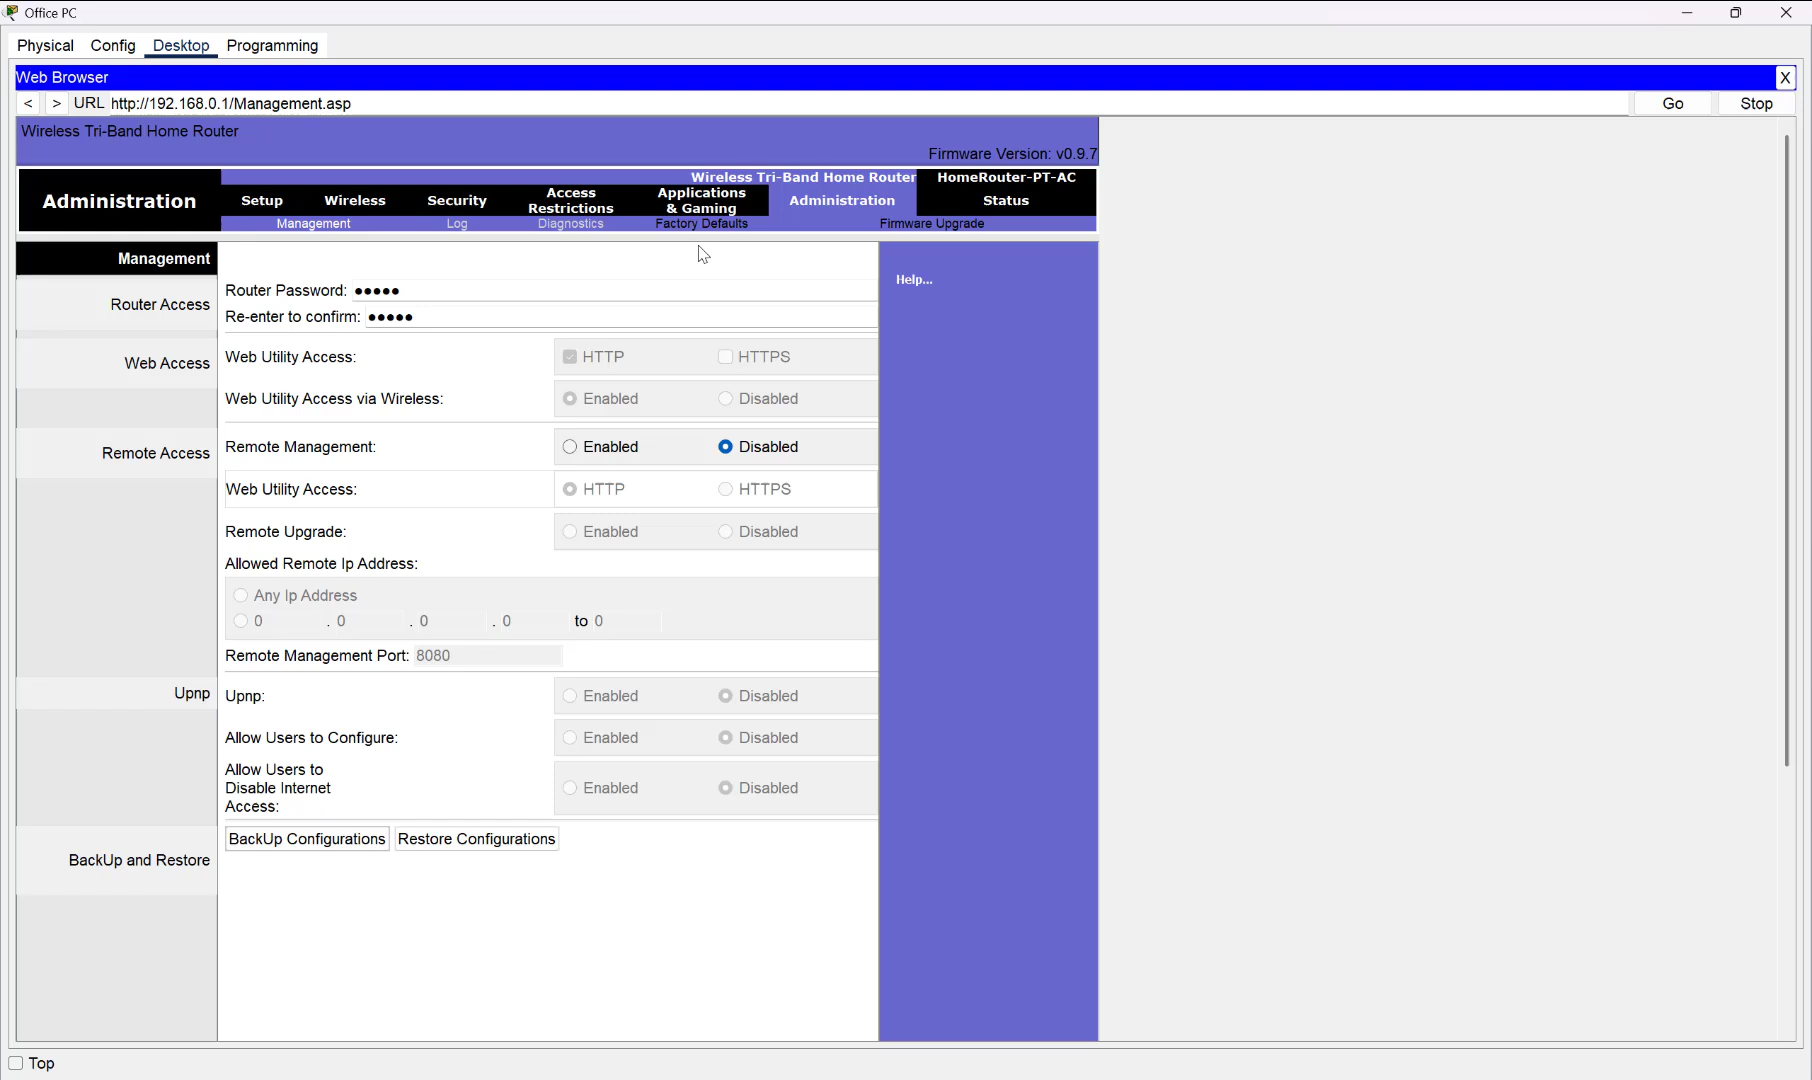 Office PC
Physical Config Desktop Programming
Web Browser X
< > URL http://192.168.0.1/Management.asp Go Stop
Wireless Tri-Band Home Router
Firmware Version: v0.9.7
Wireless Tri-Band Home Router HomeRouter-PT-AC
Administration Setup Wireless Security Access Restrictions Applications & Gaming Administration Status
Management Log Diagnostics Factory Defaults Firmware Upgrade
Management
Help...
Router Access
Router Password: •••••
Re-enter to confirm: •••••
Web Access
Web Utility Access: HTTP HTTPS
Web Utility Access via Wireless: Enabled Disabled
Remote Access
Remote Management: Enabled Disabled
Web Utility Access: HTTP HTTPS
Remote Upgrade: Enabled Disabled
Allowed Remote Ip Address:
Any Ip Address
0 . 0 . 0 . 0 to 0
Remote Management Port: 8080
Upnp
Upnp: Enabled Disabled
Allow Users to Configure: Enabled Disabled
Allow Users to
Disable Internet
Access:
Enabled Disabled
BackUp and Restore
BackUp Configurations Restore Configurations
Top